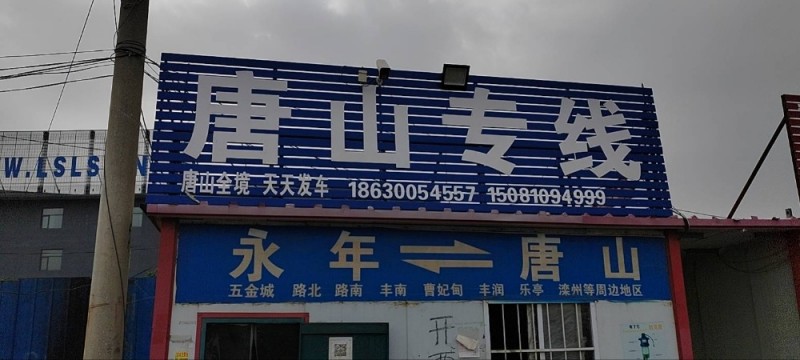 唐山专线
唐山全境 天天发车 18630054557 15081094999
永年⇌唐山
五金城 路北 路南 丰南 曹妃甸 丰润 乐亭 滦州等周边地区
W.LSLS